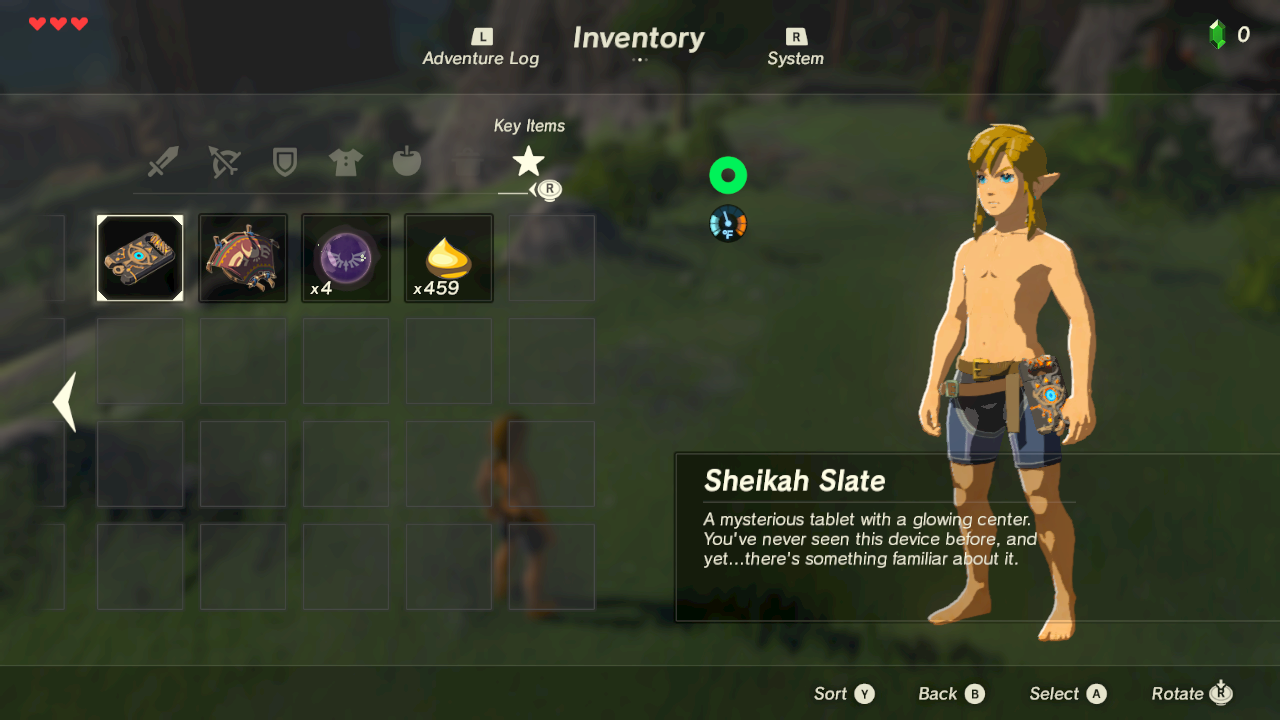 L
Adventure Log
Inventory
R
System
0
Key Items
R
x4
x459
°F
Sheikah Slate
A mysterious tablet with a glowing center.
You've never seen this device before, and
yet...there's something familiar about it.
Sort Y
Back B
Select A
Rotate R